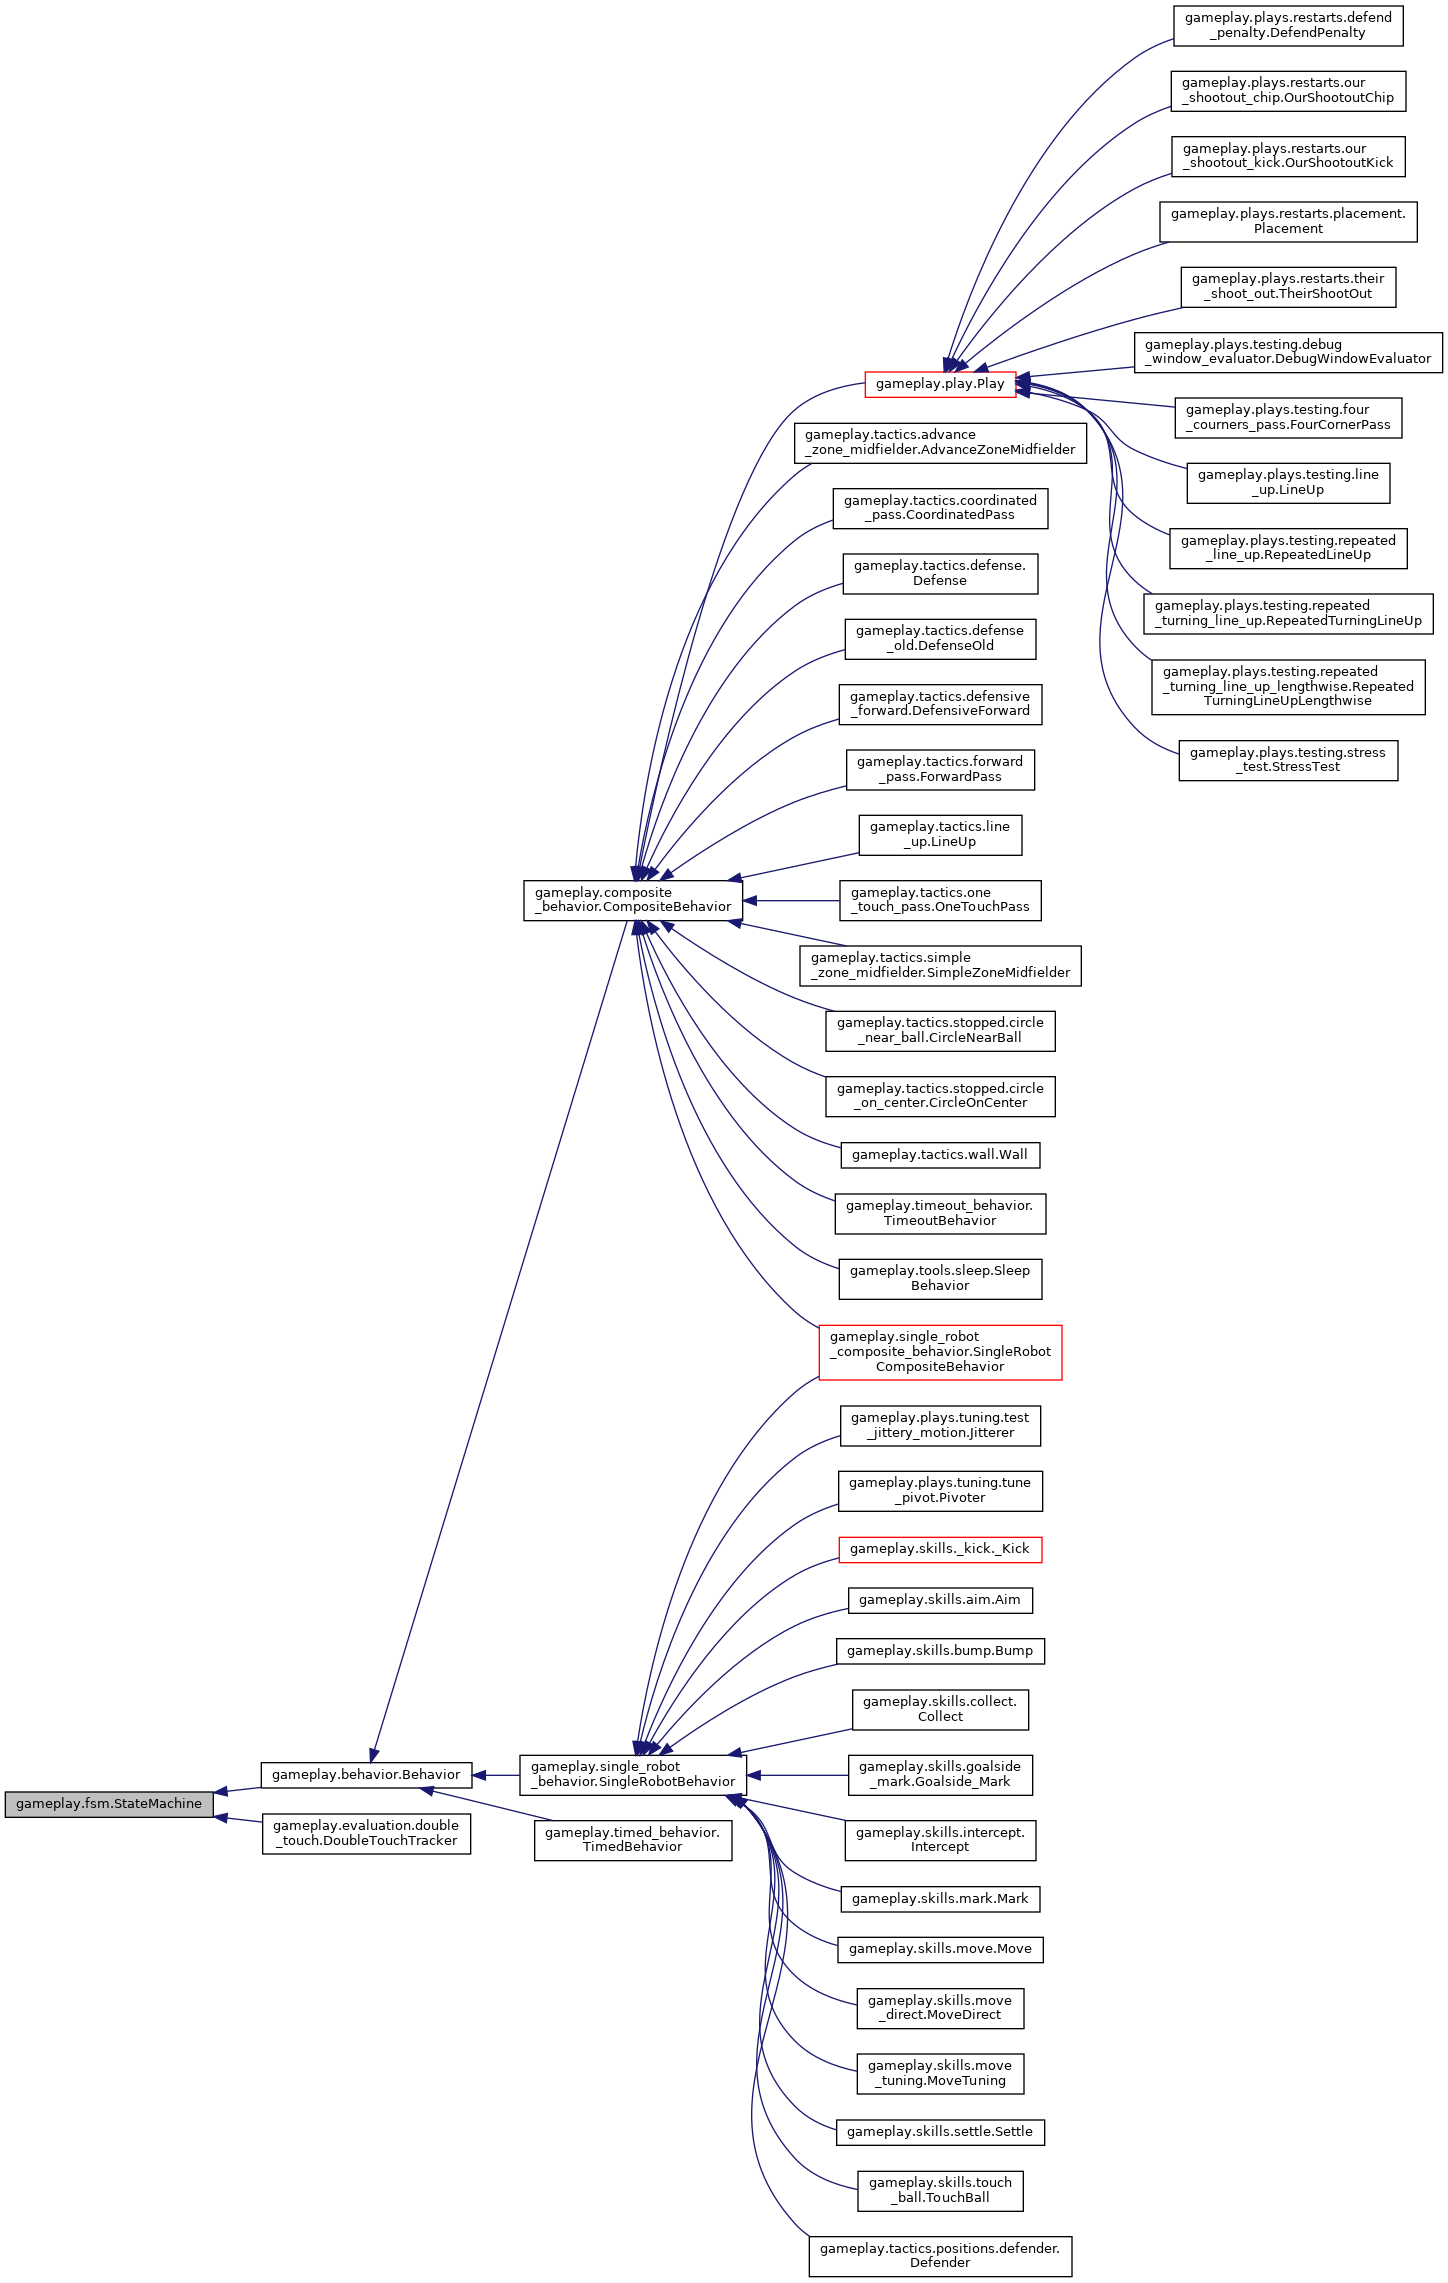 gameplay.plays.restarts.defend
_penalty.DefendPenalty
gameplay.plays.restarts.our
_shootout_chip.OurShootoutChip
gameplay.plays.restarts.our
_shootout_kick.OurShootoutKick
gameplay.plays.restarts.placement.
Placement
gameplay.plays.restarts.their
_shoot_out.TheirShootOut
gameplay.plays.testing.debug
_window_evaluator.DebugWindowEvaluator
gameplay.play.Play
gameplay.plays.testing.four
_courners_pass.FourCornerPass
gameplay.tactics.advance
_zone_midfielder.AdvanceZoneMidfielder
gameplay.plays.testing.line
_up.LineUp
gameplay.tactics.coordinated
_pass.CoordinatedPass
gameplay.plays.testing.repeated
_line_up.RepeatedLineUp
gameplay.tactics.defense.
Defense
gameplay.plays.testing.repeated
_turning_line_up.RepeatedTurningLineUp
gameplay.tactics.defense
_old.DefenseOld
gameplay.plays.testing.repeated
_turning_line_up_lengthwise.Repeated
TurningLineUpLengthwise
gameplay.tactics.defensive
_forward.DefensiveForward
gameplay.plays.testing.stress
_test.StressTest
gameplay.tactics.forward
_pass.ForwardPass
gameplay.tactics.line
_up.LineUp
gameplay.composite
_behavior.CompositeBehavior
gameplay.tactics.one
_touch_pass.OneTouchPass
gameplay.tactics.simple
_zone_midfielder.SimpleZoneMidfielder
gameplay.tactics.stopped.circle
_near_ball.CircleNearBall
gameplay.tactics.stopped.circle
_on_center.CircleOnCenter
gameplay.tactics.wall.Wall
gameplay.timeout_behavior.
TimeoutBehavior
gameplay.tools.sleep.Sleep
Behavior
gameplay.single_robot
_composite_behavior.SingleRobot
CompositeBehavior
gameplay.plays.tuning.test
_jittery_motion.Jitterer
gameplay.plays.tuning.tune
_pivot.Pivoter
gameplay.skills._kick._Kick
gameplay.skills.aim.Aim
gameplay.skills.bump.Bump
gameplay.skills.collect.
Collect
gameplay.behavior.Behavior
gameplay.single_robot
_behavior.SingleRobotBehavior
gameplay.skills.goalside
_mark.Goalside_Mark
gameplay.fsm.StateMachine
gameplay.evaluation.double
_touch.DoubleTouchTracker
gameplay.timed_behavior.
TimedBehavior
gameplay.skills.intercept.
Intercept
gameplay.skills.mark.Mark
gameplay.skills.move.Move
gameplay.skills.move
_direct.MoveDirect
gameplay.skills.move
_tuning.MoveTuning
gameplay.skills.settle.Settle
gameplay.skills.touch
_ball.TouchBall
gameplay.tactics.positions.defender.
Defender